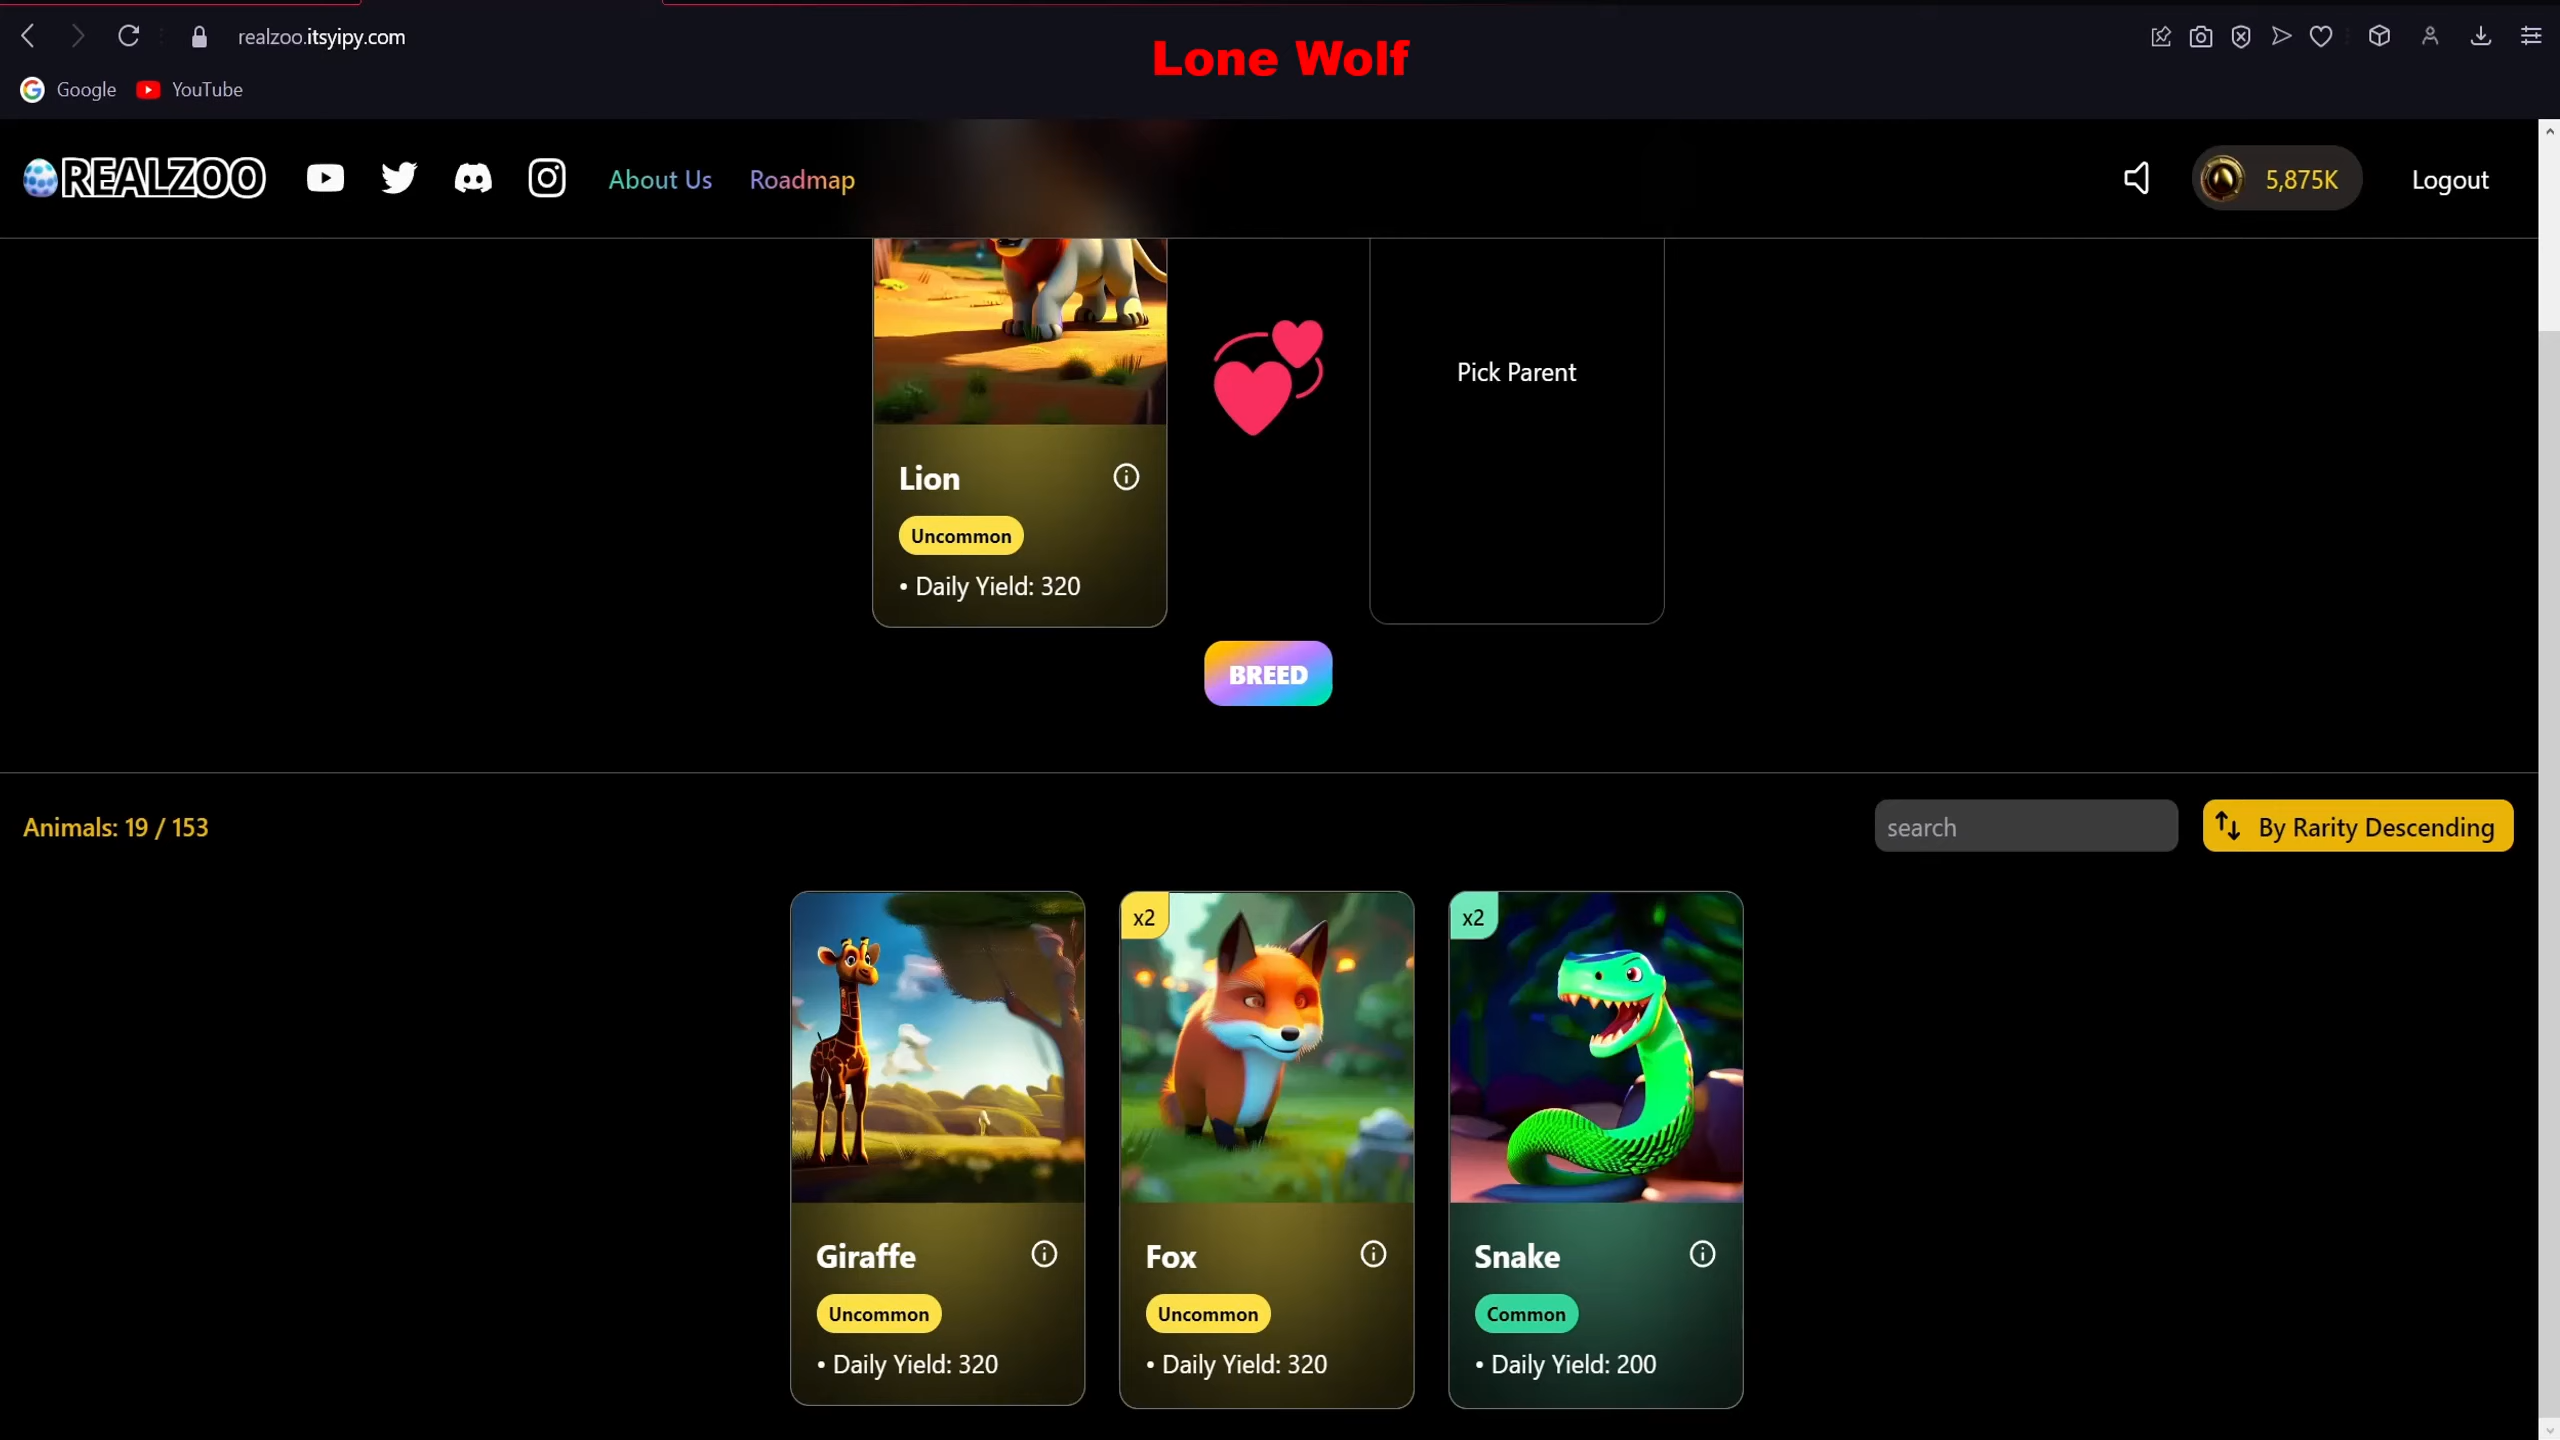 realzoo.itsyipy.com
Lone Wolf
Google YouTube
REALZOO About Us Roadmap 5,875K Logout
Pick Parent
Lion
Uncommon
• Daily Yield: 320
BREED
Animals: 19 / 153 search By Rarity Descending
x2 x2
Giraffe Fox Snake
Uncommon Uncommon Common
• Daily Yield: 320 • Daily Yield: 320 • Daily Yield: 200